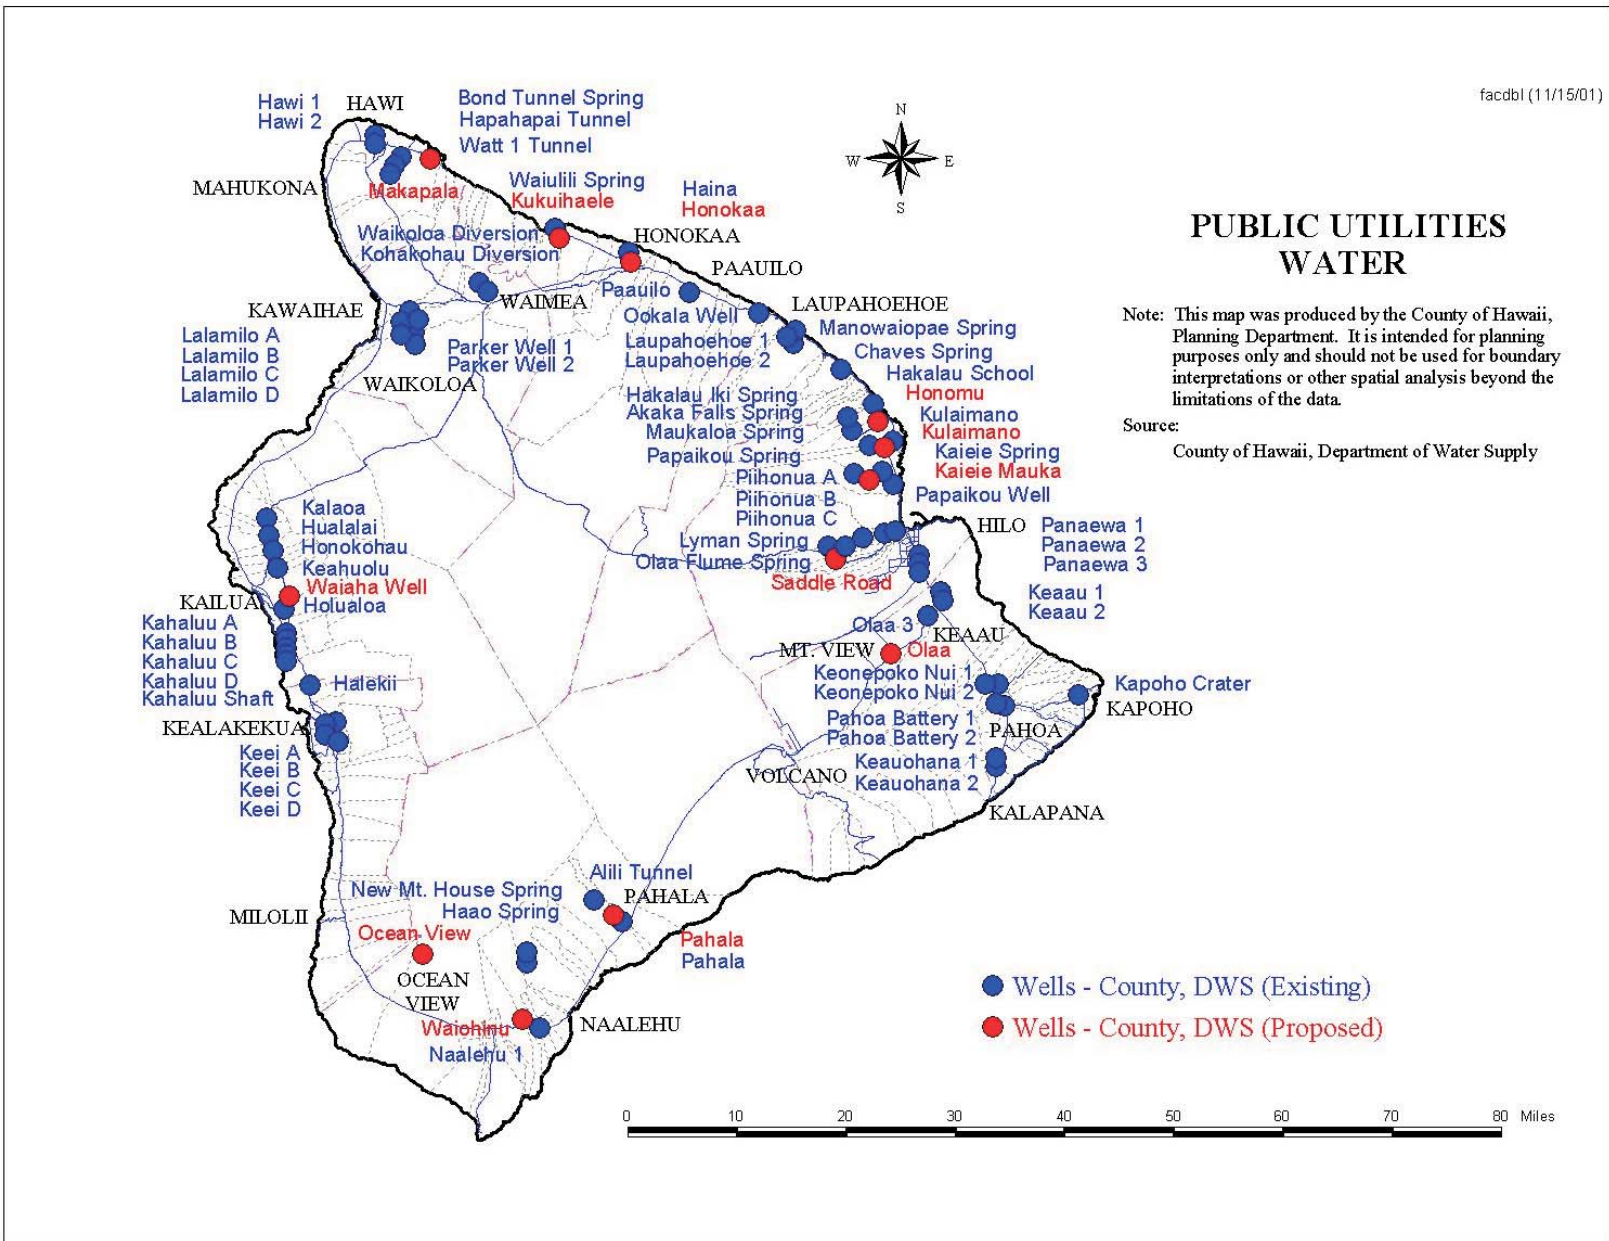 facdbl (11/15/01)
Hawi 1
Hawi 2
HAWI
Bond Tunnel Spring
Hapahapai Tunnel
Watt 1 Tunnel
N
W
E
S
MAHUKONA
Makapala
Waiulili Spring
Kukuihaele
Haina
Honokaa
Waikoloa Diversion
Kohakohau Diversion
HONOKAA
PUBLIC UTILITIES
WATER
PAAUILO
KAWAIHAE
WAIMEA
Paauilo
LAUPAHOEHOE
Ookala Well
Manowaiopae Spring
Note: This map was produced by the County of Hawaii,
Planning Department. It is intended for planning
purposes only and should not be used for boundary
interpretations or other spatial analysis beyond the
limitations of the data.
Source:
County of Hawaii, Department of Water Supply
Lalamilo A
Lalamilo B
Lalamilo C
Lalamilo D
Parker Well 1
Parker Well 2
WAIKOLOA
Laupahoehoe 1
Laupahoehoe 2
Chaves Spring
Hakalau School
Hakalau Iki Spring
Honomu
Akaka Falls Spring
Kulaimano
Maukaloa Spring
Kulaimano
Papaikou Spring
Kaieie Spring
Kaieie Mauka
Piihonua A
Piihonua B
Piihonua C
Papaikou Well
Kalaoa
Hualalai
Honokohau
Keahuolu
Waiaha Well
Holualoa
Lyman Spring
Olaa Flume Spring
Saddle Road
HILO
Panaewa 1
Panaewa 2
Panaewa 3
KAILUA
Keaau 1
Keaau 2
Kahaluu A
Kahaluu B
Kahaluu C
Kahaluu D
Kahaluu Shaft
Olaa 3
KEAAU
MT. VIEW
Olaa
Halekii
Keonepoko Nui 1
Keonepoko Nui 2
Kapoho Crater
KAPOHO
KEALAKEKUA
Pahoa Battery 1
Pahoa Battery 2
PAHOA
Keei A
Keei B
Keei C
Keei D
VOLCANO
Keauohana 1
Keauohana 2
KALAPANA
Alili Tunnel
New Mt. House Spring
Haao Spring
PAHALA
MILOLII
Ocean View
Pahala
Pahala
OCEAN
VIEW
Wells - County, DWS (Existing)
Waiohinu
NAALEHU
Wells - County, DWS (Proposed)
Naalehu 1
0 10 20 30 40 50 60 70 80 Miles